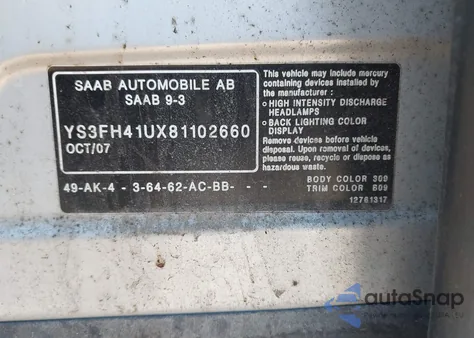 SAAB AUTOMOBILE AB
SAAB 9-3
YS3FH41UX81102660
OCT/07
49-AK-4 - 3-64-62-AC-BB- - -
This vehicle may include mercury
containing devices installed by
the manufacturer :
○ HIGH INTENSITY DISCHARGE
HEADLAMPS
○ BACK LIGHTING COLOR
DISPLAY
Remove devices before vehicle
disposal. Upon removal of devices,
please reuse, recycle or dispose as
hazardous waste.
BODY COLOR 309
TRIM COLOR 609
12761317
autoSnap